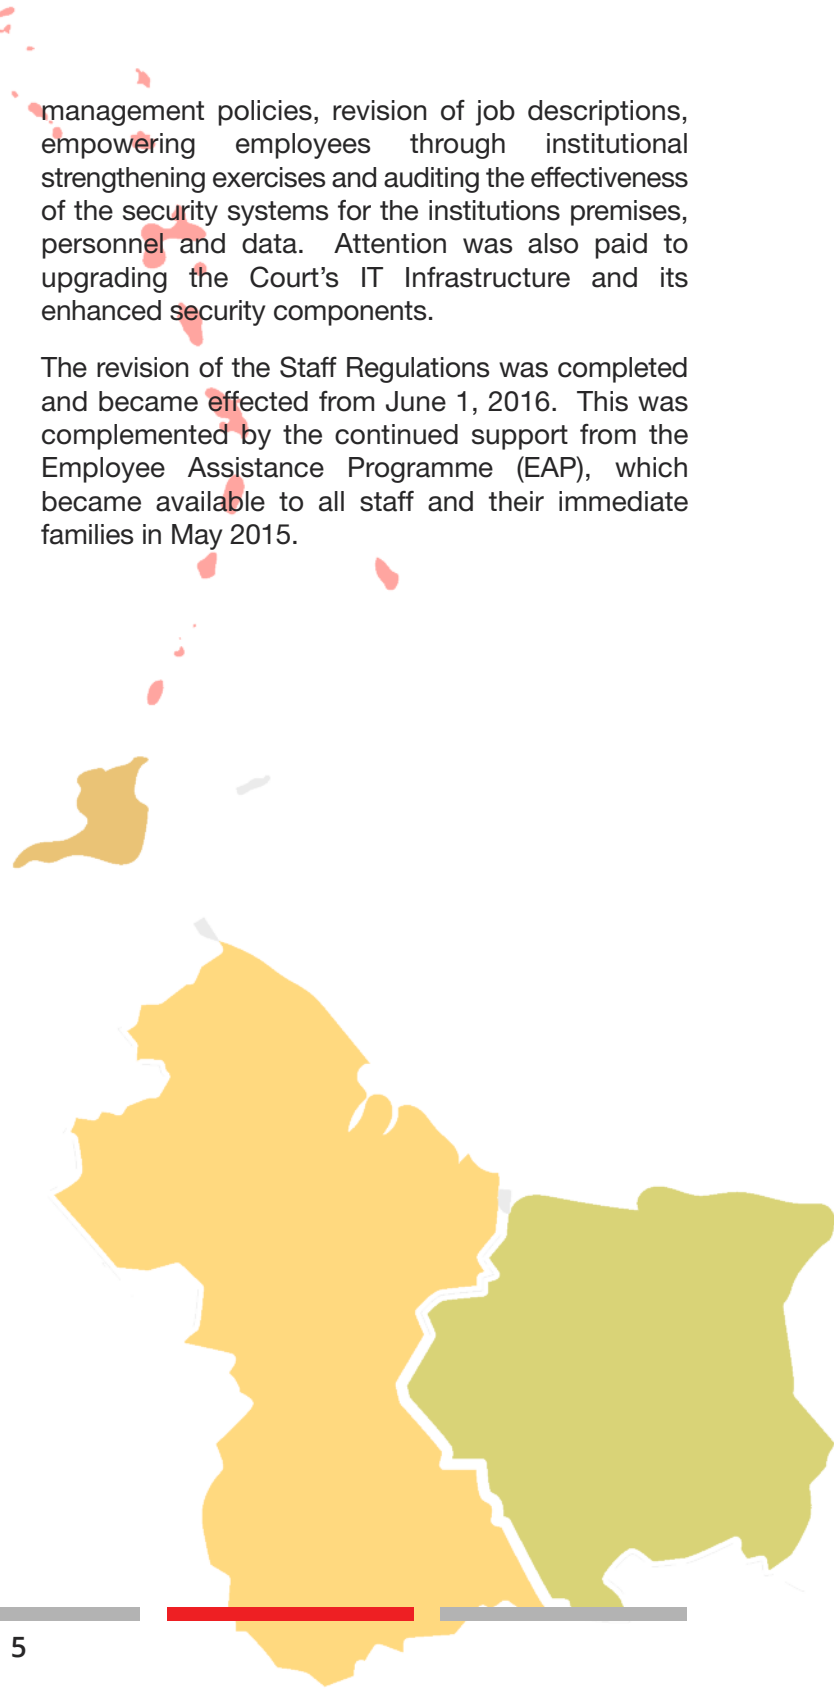 management policies, revision of job descriptions,
empowering employees through institutional
strengthening exercises and auditing the effectiveness
of the security systems for the institutions premises,
personnel and data. Attention was also paid to
upgrading the Court’s IT Infrastructure and its
enhanced security components.
The revision of the Staff Regulations was completed
and became effected from June 1, 2016. This was
complemented by the continued support from the
Employee Assistance Programme (EAP), which
became available to all staff and their immediate
families in May 2015.
5